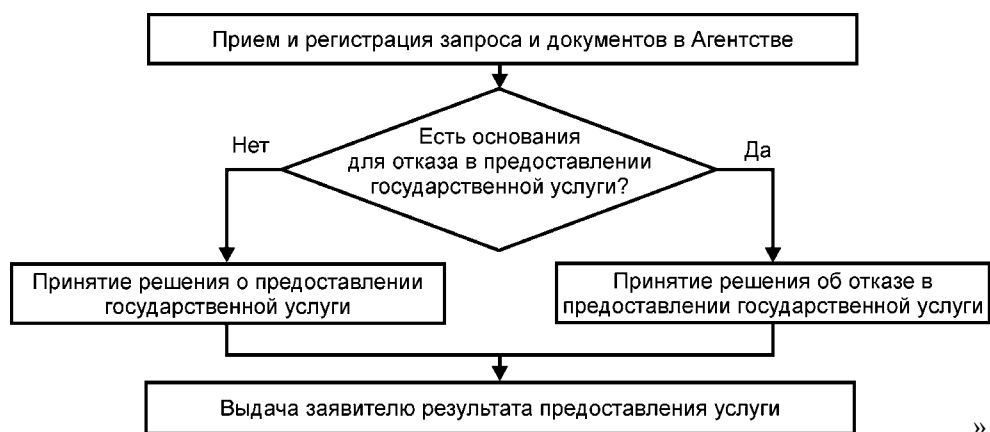 Прием и регистрация запроса и документов в Агентстве
Есть основания
для отказа в предоставлении
государственной услуги?
Нет
Да
Принятие решения о предоставлении
государственной услуги
Принятие решения об отказе в
предоставлении государственной услуги
Выдача заявителю результата предоставления услуги
»